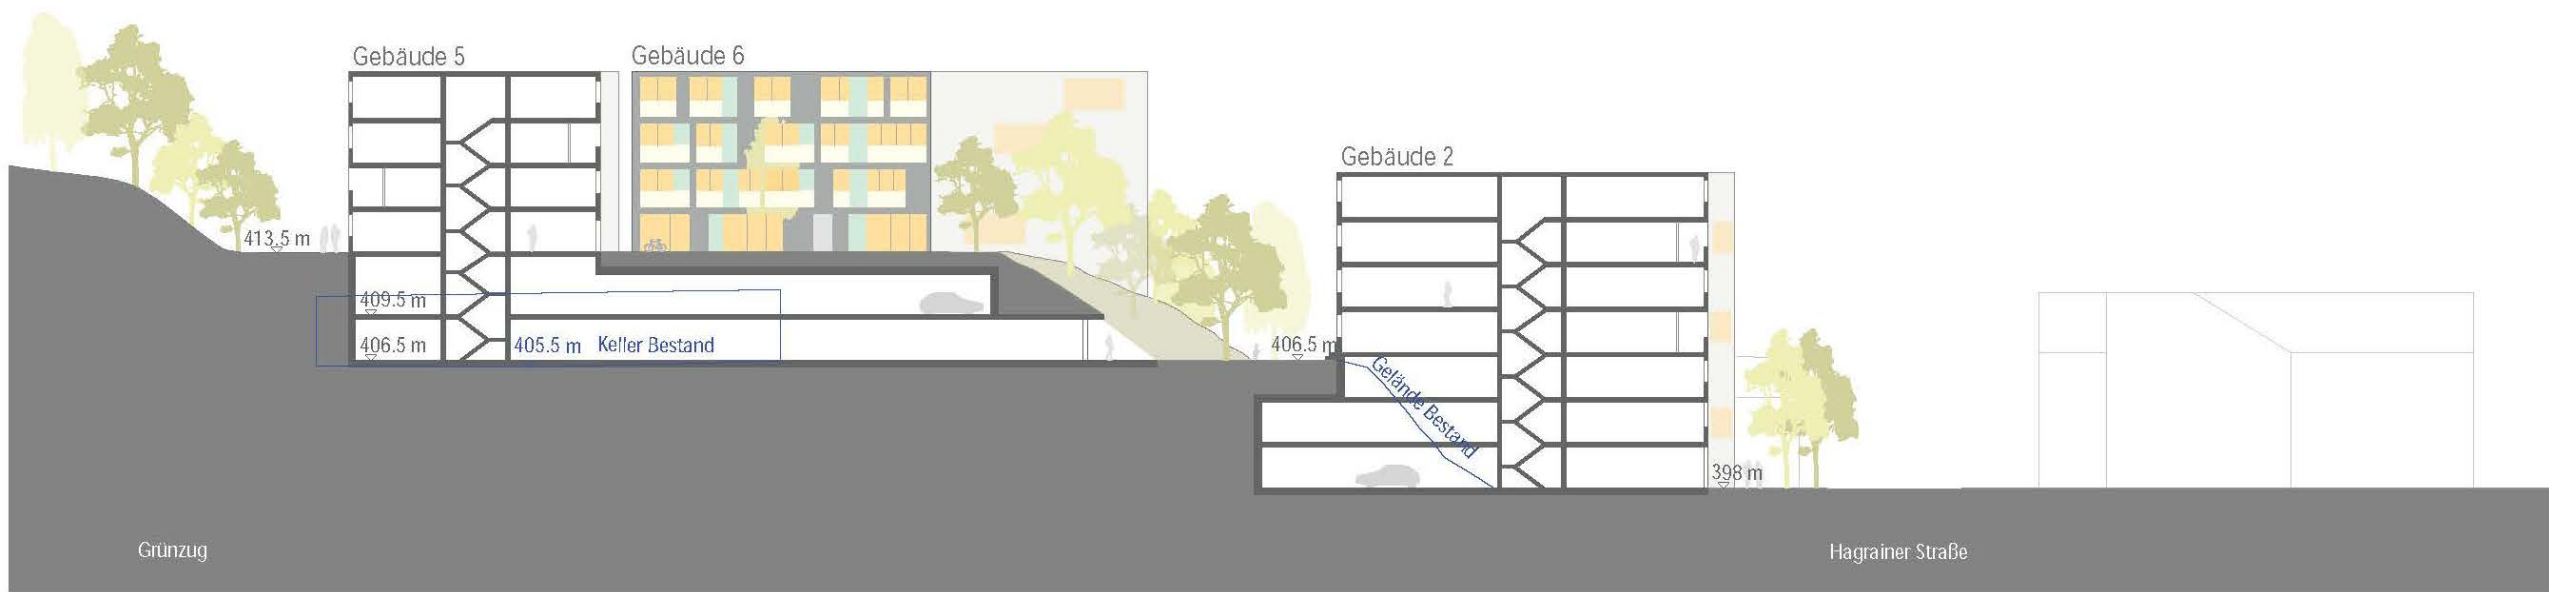 Gebäude 5
Gebäude 6
Gebäude 2
413.5 m
409.5 m
406.5 m
405.5 m Keller Bestand
406.5 m
Gelände Bestand
398 m
Grünzug
Hagrainer Straße